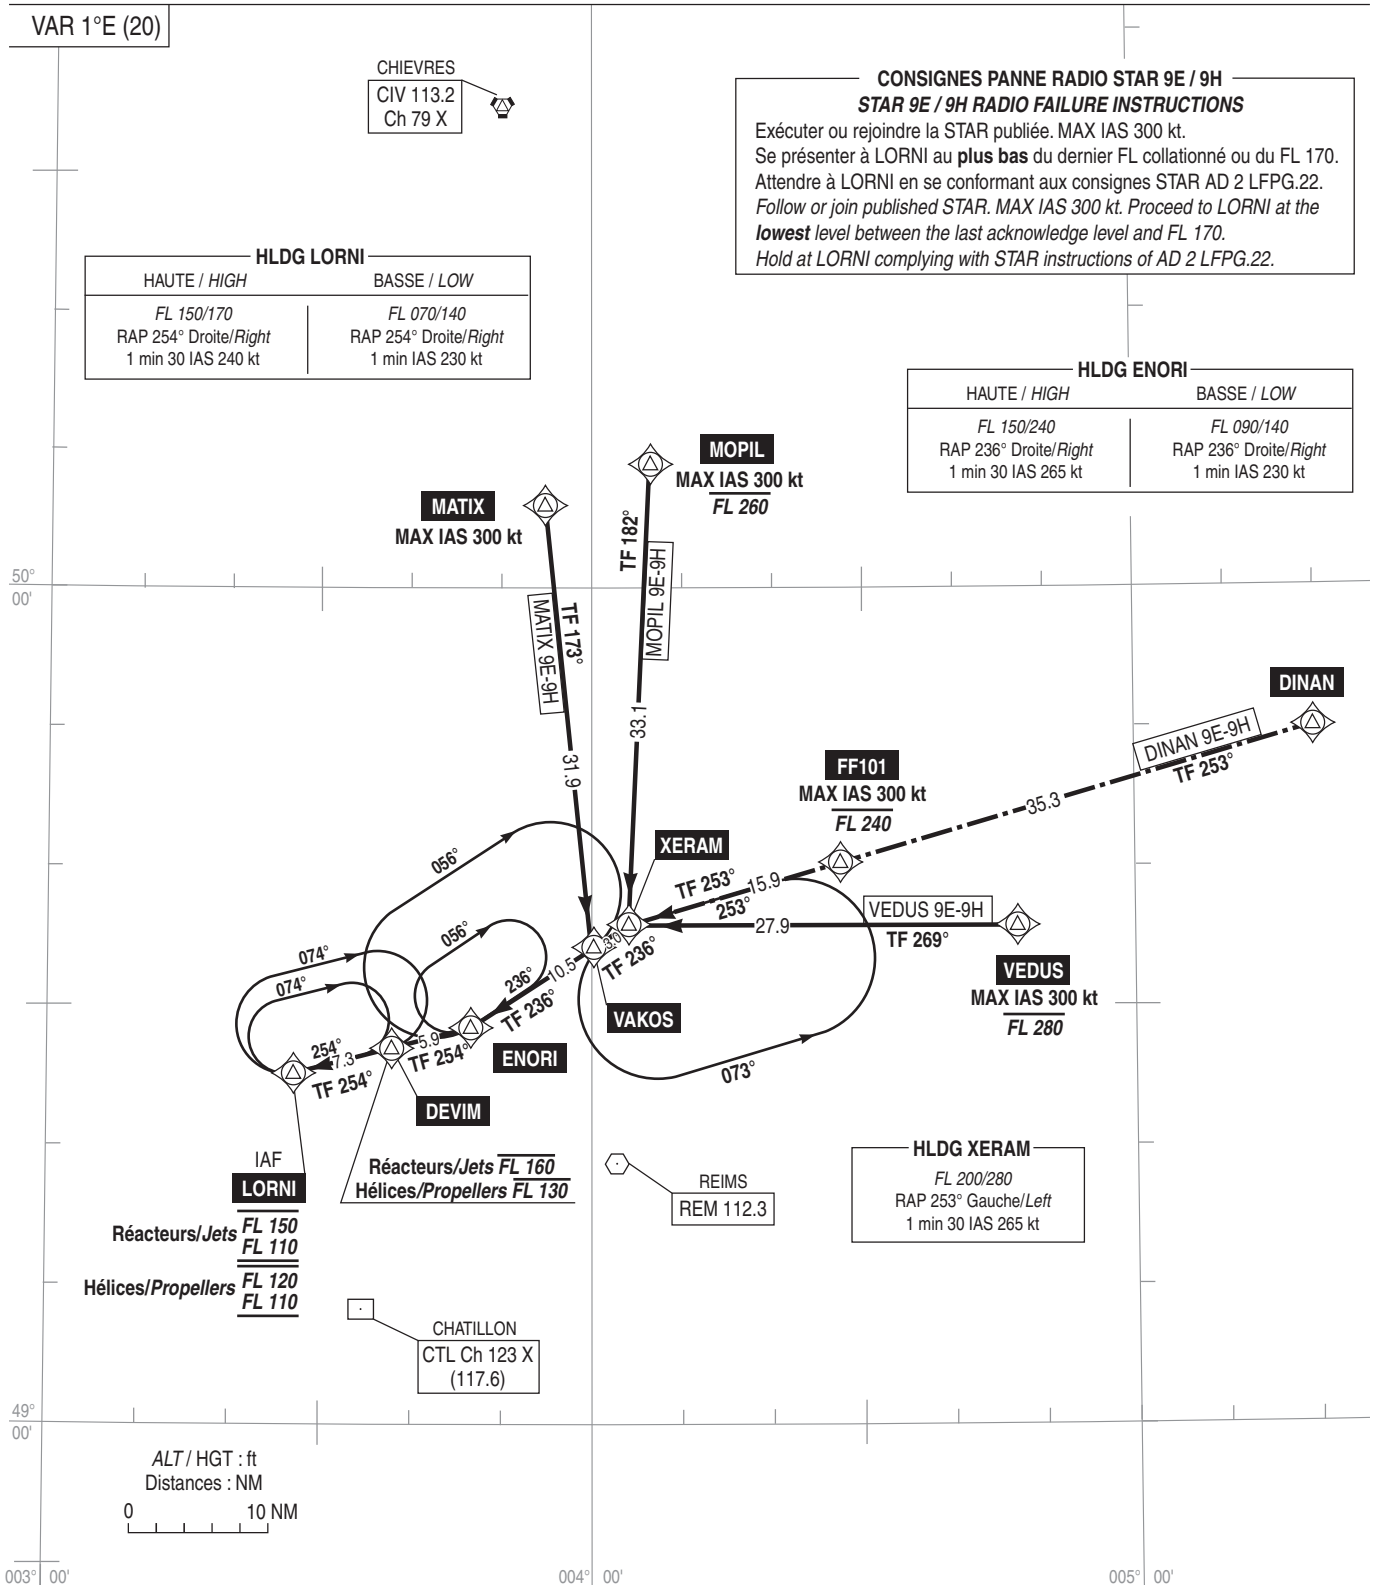 VAR 1°E (20)
CHIEVRES
CIV 113.2
Ch 79 X
CONSIGNES PANNE RADIO STAR 9E / 9H
STAR 9E / 9H RADIO FAILURE INSTRUCTIONS
Exécuter ou rejoindre la STAR publiée. MAX IAS 300 kt.
Se présenter à LORNI au plus bas du dernier FL collationné ou du FL 170.
Attendre à LORNI en se conformant aux consignes STAR AD 2 LFPG.22.
Follow or join published STAR. MAX IAS 300 kt. Proceed to LORNI at the
lowest level between the last acknowledge level and FL 170.
Hold at LORNI complying with STAR instructions of AD 2 LFPG.22.
HLDG LORNI
HAUTE / HIGH
FL 150/170
RAP 254° Droite/Right
1 min 30 IAS 240 kt
BASSE / LOW
FL 070/140
RAP 254° Droite/Right
1 min IAS 230 kt
HLDG ENORI
HAUTE / HIGH
FL 150/240
RAP 236° Droite/Right
1 min 30 IAS 265 kt
BASSE / LOW
FL 090/140
RAP 236° Droite/Right
1 min IAS 230 kt
MOPIL
MAX IAS 300 kt
FL 260
MATIX
MAX IAS 300 kt
TF 182°
MOPIL 9E-9H
33.1
TF 173°
MATIX 9E-9H
31.9
50°
00'
DINAN
DINAN 9E-9H
TF 253°
35.3
FF101
MAX IAS 300 kt
FL 240
XERAM
TF 253°
15.9
253°
VEDUS 9E-9H
27.9
TF 269°
VEDUS
MAX IAS 300 kt
FL 280
056°
056°
074°
074°
3.0
TF 236°
10.5
236°
TF 236°
VAKOS
073°
5.9
TF 254°
ENORI
254°
7.3
TF 254°
DEVIM
Réacteurs/Jets FL 160
Hélices/Propellers FL 130
IAF
LORNI
Réacteurs/Jets FL 150
FL 110
Hélices/Propellers FL 120
FL 110
REIMS
REM 112.3
HLDG XERAM
FL 200/280
RAP 253° Gauche/Left
1 min 30 IAS 265 kt
CHATILLON
CTL Ch 123 X
(117.6)
49°
00'
ALT / HGT : ft
Distances : NM
0 10 NM
003° 00'
004° 00'
005° 00'